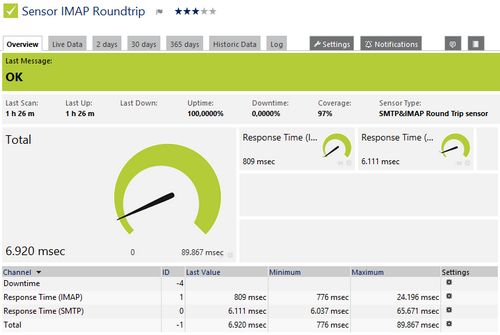 Sensor IMAP Roundtrip
Overview Live Data 2 days 30 days 365 days Historic Data Log Settings Notifications
Last Message:
OK
Last Scan: Last Up: Last Down: Uptime: Downtime: Coverage: Sensor Type:
1 h 26 m 1 h 26 m 100,0000% 0,0000% 97% SMTP&IMAP Round Trip sensor
Total
Response Time (I... Response Time (S...
809 msec 6.111 msec
6.920 msec 0 89.867 msec
Channel ID Last Value Minimum Maximum Settings
Downtime -4
Response Time (IMAP) 1 809 msec 776 msec 24.196 msec
Response Time (SMTP) 0 6.111 msec 6.037 msec 65.671 msec
Total -1 6.920 msec 776 msec 89.867 msec